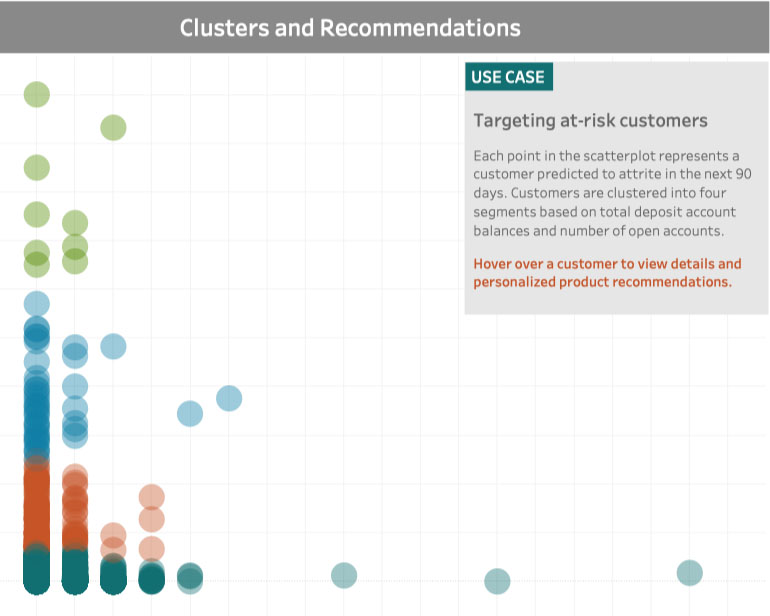 Clusters and Recommendations
USE CASE
Targeting at-risk customers
Each point in the scatterplot represents a
customer predicted to attrite in the next 90
days. Customers are clustered into four
segments based on total deposit account
balances and number of open accounts.
Hover over a customer to view details and
personalized product recommendations.